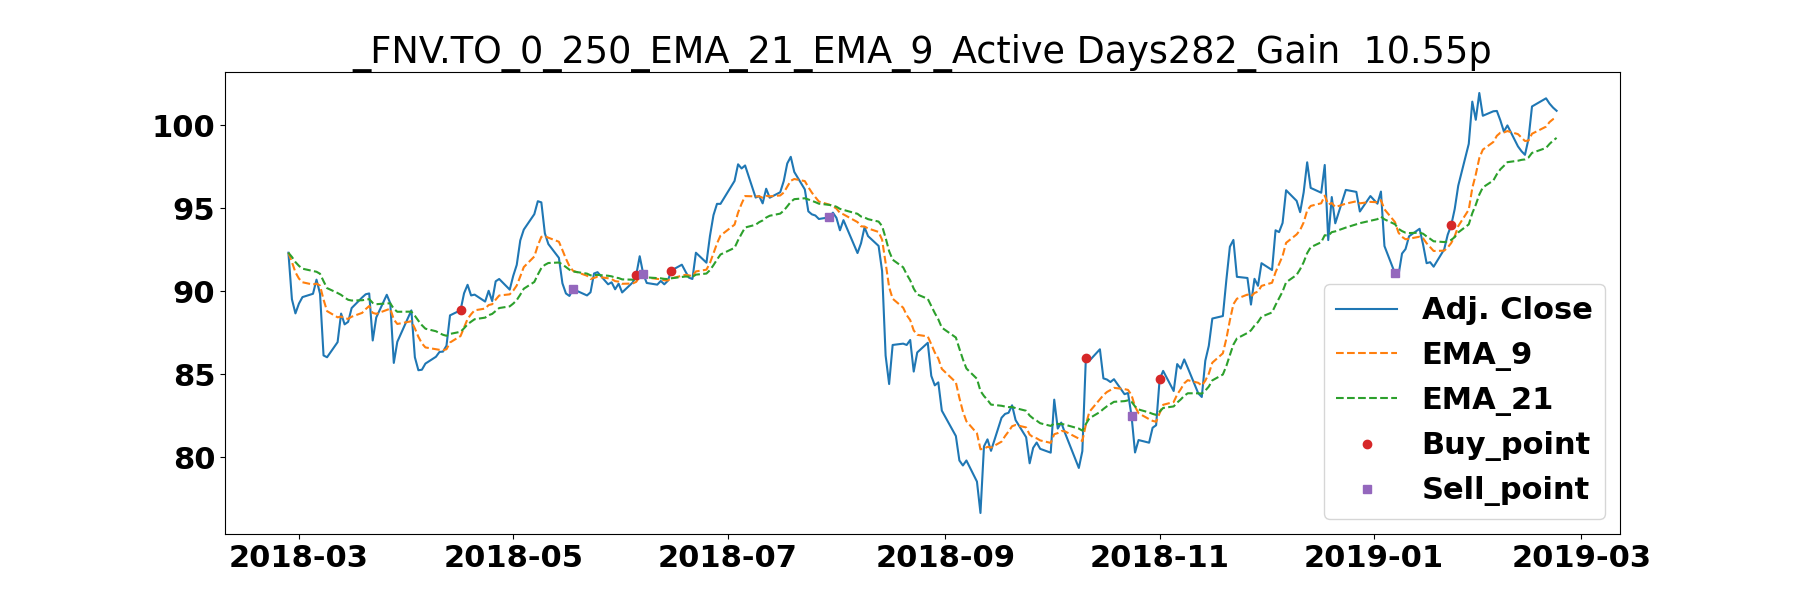 _FNV.TO_0_250_EMA_21_EMA_9_Active Days282_Gain  10.55p
100
95
90
85
80
Adj. Close
EMA_9
EMA_21
Buy_point
Sell_point
2018-03 2018-05 2018-07 2018-09 2018-11 2019-01 2019-03